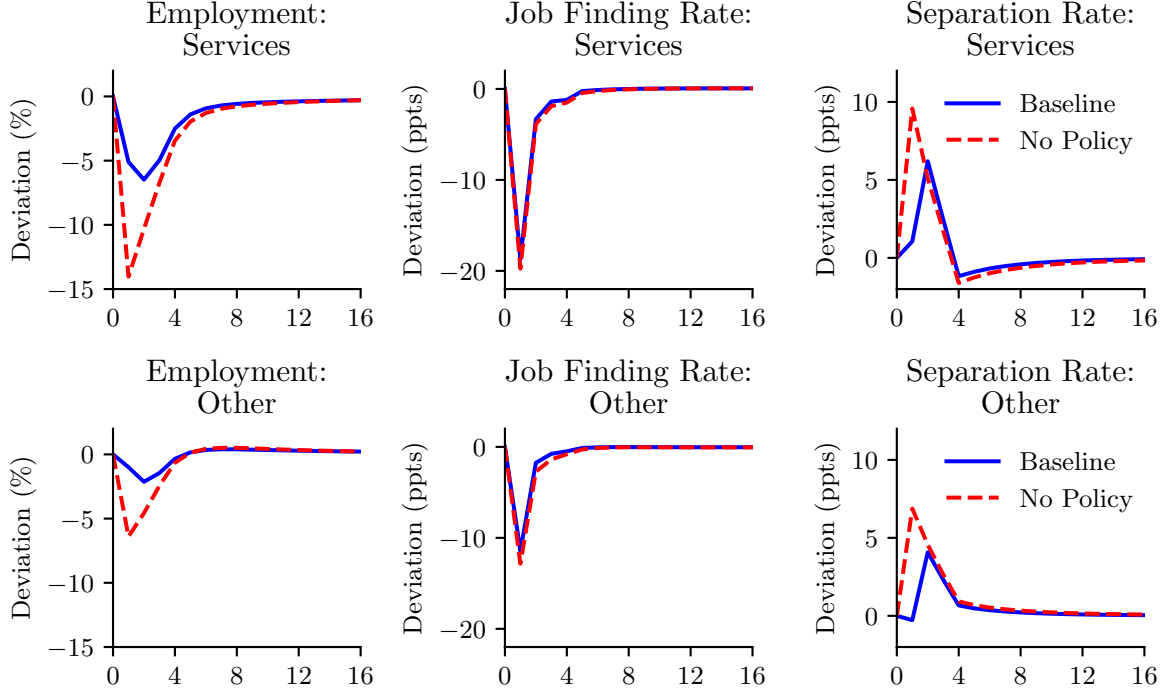 Employment:
Services
Deviation (%)
0
−5
−10
−15
0 4 8 12 16
Job Finding Rate:
Services
Deviation (ppts)
0
−10
−20
0 4 8 12 16
Separation Rate:
Services
Deviation (ppts)
10
5
0
Baseline
No Policy
0 4 8 12 16
Employment:
Other
Deviation (%)
0
−5
−10
−15
0 4 8 12 16
Job Finding Rate:
Other
Deviation (ppts)
0
−10
−20
0 4 8 12 16
Separation Rate:
Other
Deviation (ppts)
10
5
0
Baseline
No Policy
0 4 8 12 16